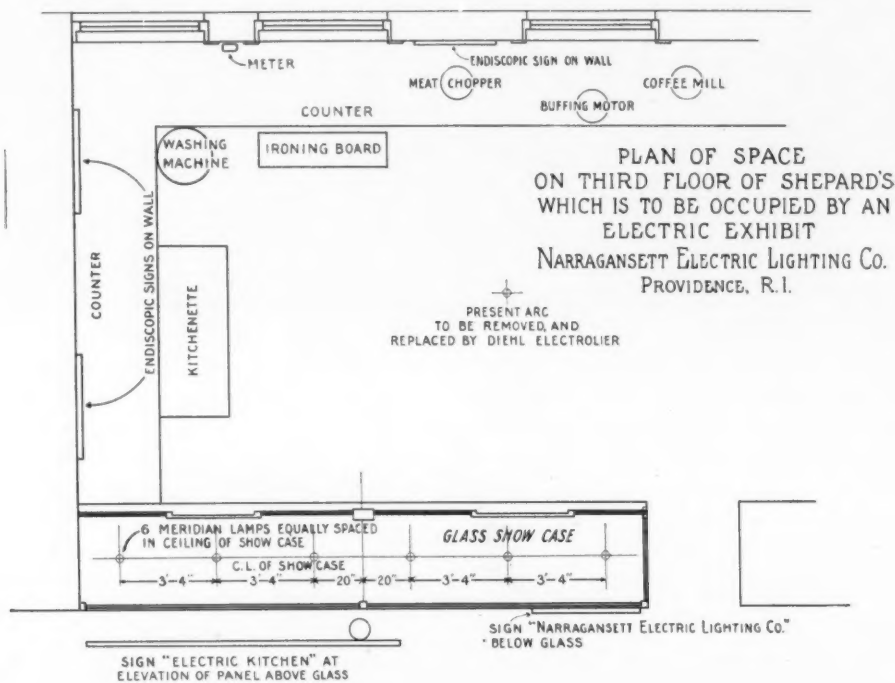 METER
ENDISCOPIC SIGN ON WALL
MEAT CHOPPER
COFFEE MILL
BUFFING MOTOR
COUNTER
WASHING
MACHINE
IRONING BOARD
PLAN OF SPACE
ON THIRD FLOOR OF SHEPARD'S
WHICH IS TO BE OCCUPIED BY AN
ELECTRIC EXHIBIT
NARRAGANSETT ELECTRIC LIGHTING CO.
PROVIDENCE, R.I.
COUNTER
ENDISCOPIC SIGNS ON WALL
KITCHENETTE
PRESENT ARC
TO BE REMOVED, AND
REPLACED BY DIEHL ELECTROLIER
6 MERIDIAN LAMPS EQUALLY SPACED
IN CEILING OF SHOW CASE
GLASS SHOW CASE
C.L. OF SHOWCASE
3'-4" 3'-4" 20" 20" 3'-4" 3'-4"
SIGN "NARRAGANSETT ELECTRIC LIGHTING CO."
BELOW GLASS
SIGN "ELECTRIC KITCHEN" AT
ELEVATION OF PANEL ABOVE GLASS